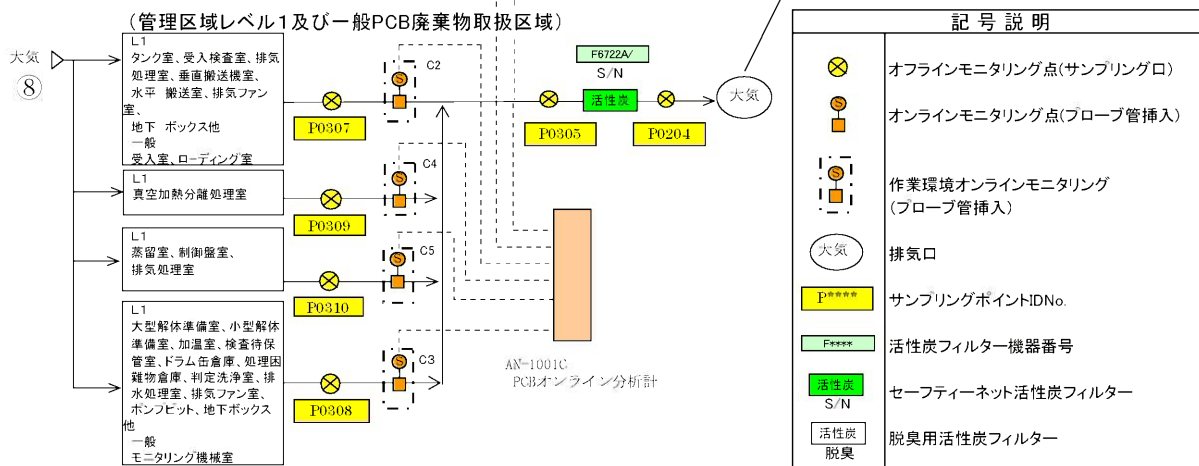 (管理区域レベル1及び一般PCB廃棄物取扱区域)
大気
⑧
L1
タンク室、受入検査室、排気
処理室、垂直搬送機室、
水平 搬送室、排気ファン
室、
地下 ボックス他
一般
受入室、ローディング室
P0307
S
C2
P0305
F6722A/
S/N
活性炭
P0204
大気
L1
真空加熱分離処理室
P0309
S
C4
L1
蒸留室、制御盤室、
排気処理室
P0310
S
C5
L1
大型解体準備室、小型解体
準備室、加温室、検査待保
管室、ドラム缶倉庫、処理困
難物倉庫、判定洗浄室、排
水処理室、排気ファン室、
ポンプピット、地下ボックス
他
一般
モニタリング機械室
P0308
S
C3
AN-1001C
PCBオンライン分析計
記号説明
オフラインモニタリング点(サンプリング口)
S
オンラインモニタリング点(プローブ管挿入)
S
作業環境オンラインモニタリング
(プローブ管挿入)
大気
排気口
P****
サンプリングポイントIDNo.
F****
活性炭フィルター機器番号
活性炭
S/N
セーフティーネット活性炭フィルター
活性炭
脱臭
脱臭用活性炭フィルター